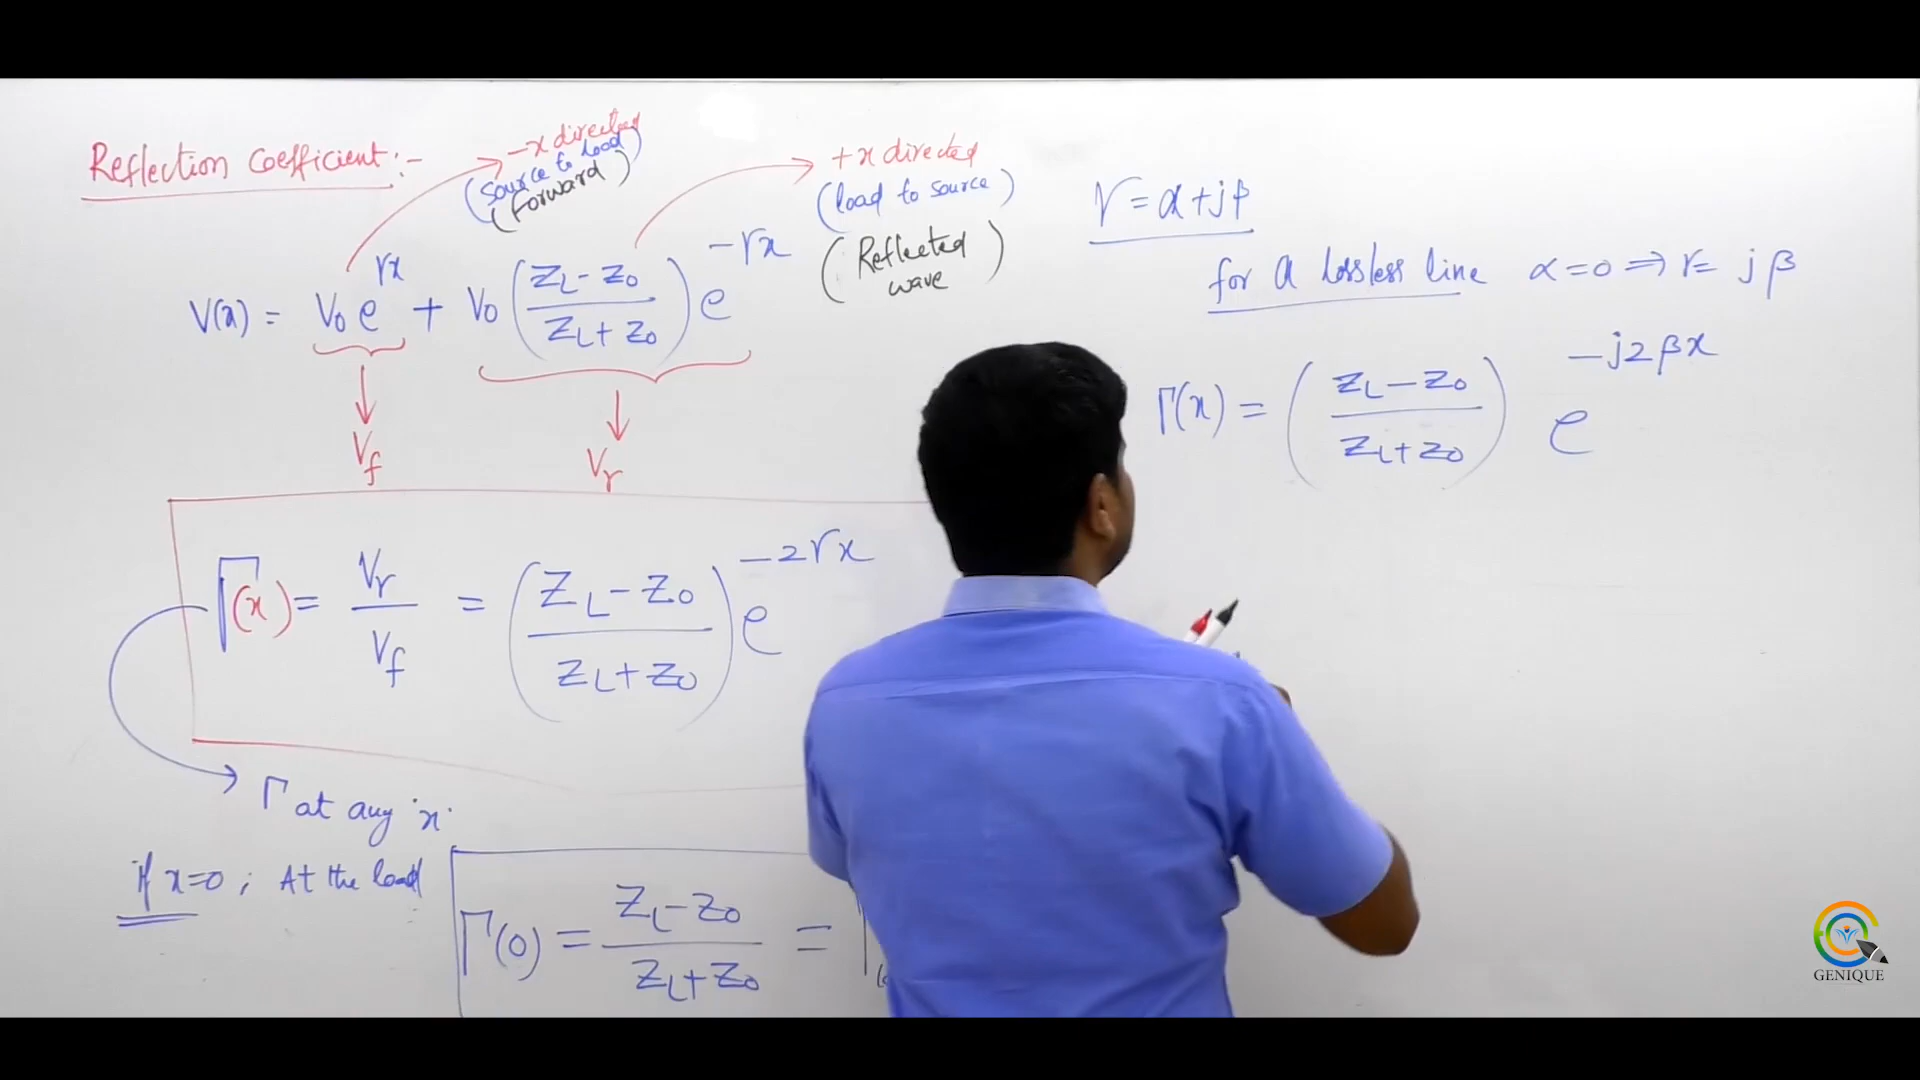 Reflection Coefficient :-
-x directed
(source to load)
(Forward)
+x directed
(load to source)
(Reflected wave)
V(x) = V₀ e^γx + V₀ (Z_L - Z₀ / Z_L + Z₀) e^-γx
V_f
V_r
Γ(x) = V_r / V_f = (Z_L - Z₀ / Z_L + Z₀) e^-2γx
Γ at any 'x'
If x=0 ; At the load
Γ(0) = Z_L - Z₀ / Z_L + Z₀ =
γ = α + jβ
for a lossless line α = 0 ⇒ γ = jβ
Γ(x) = (Z_L - Z₀ / Z_L + Z₀) e^-j2βx
GENIQUE